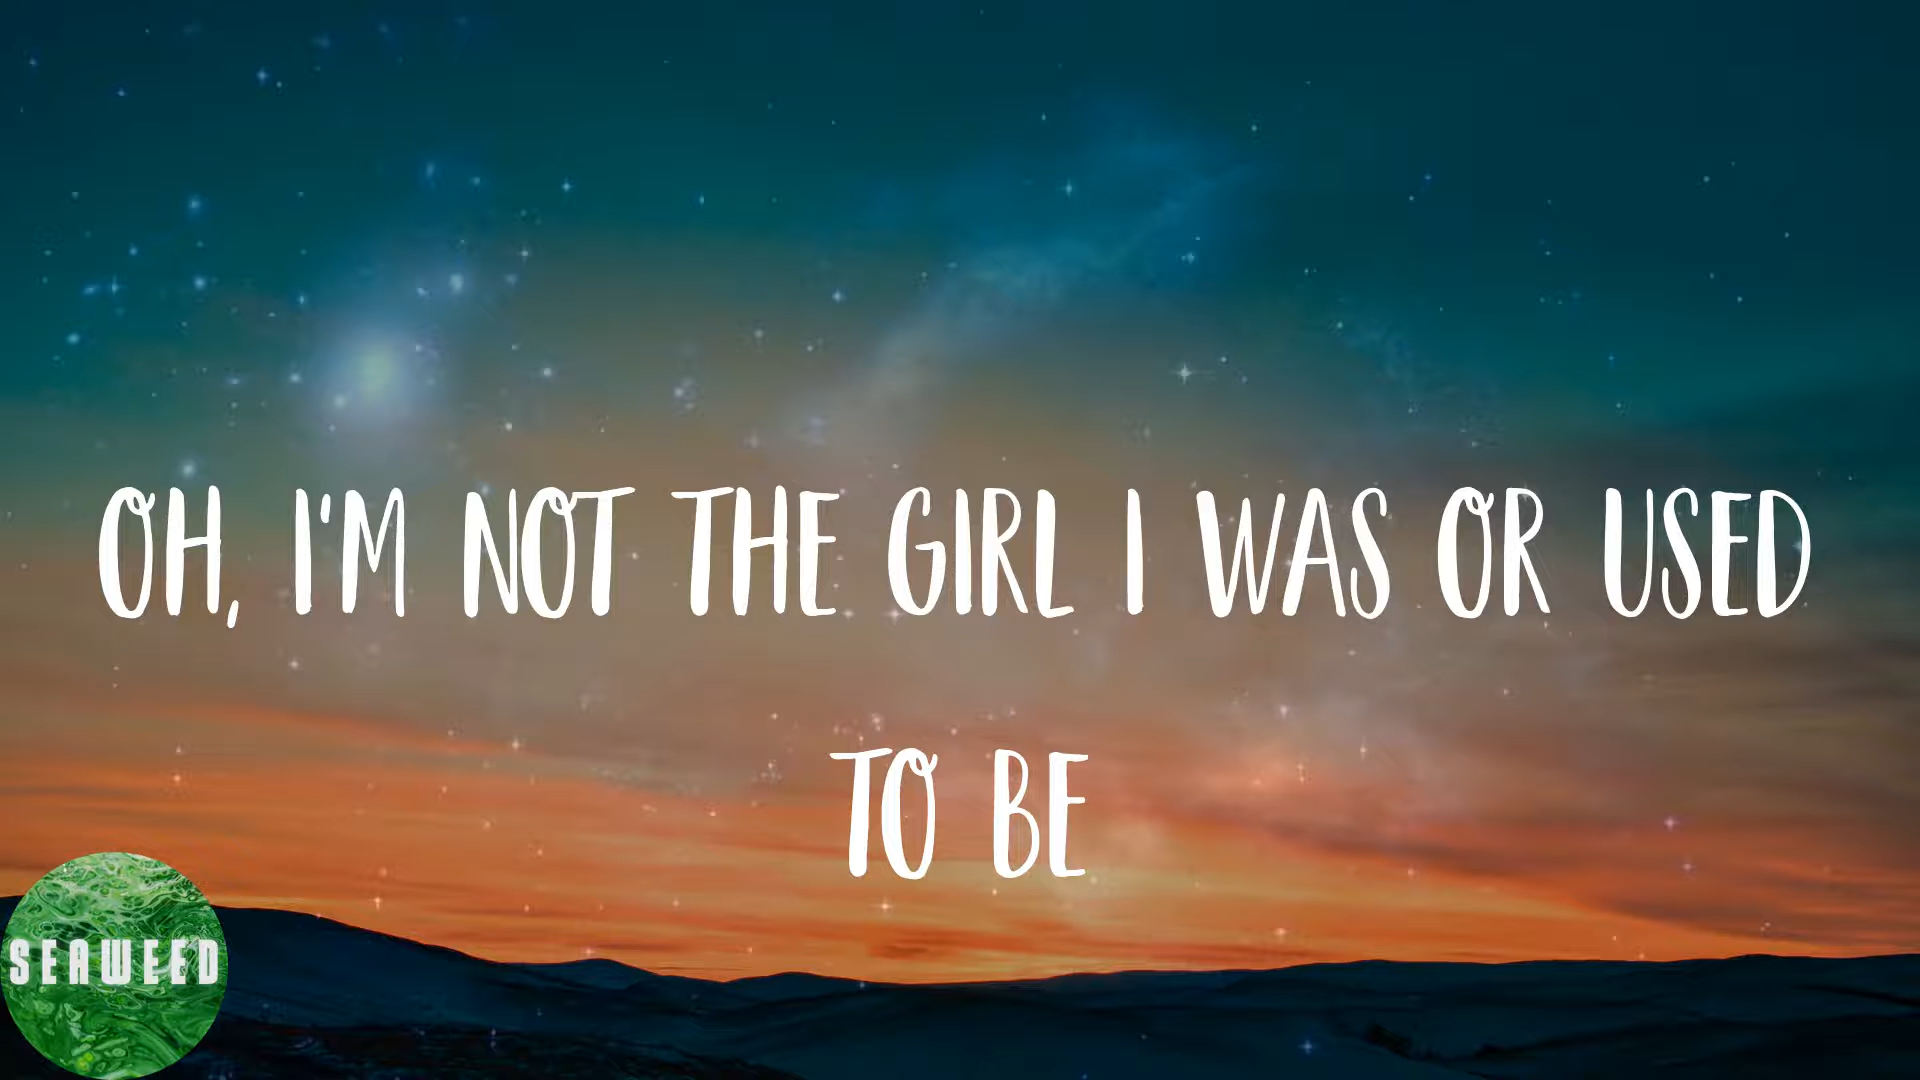 OH, I'M NOT THE GIRL I WAS OR USED
TO BE
SEAWEED